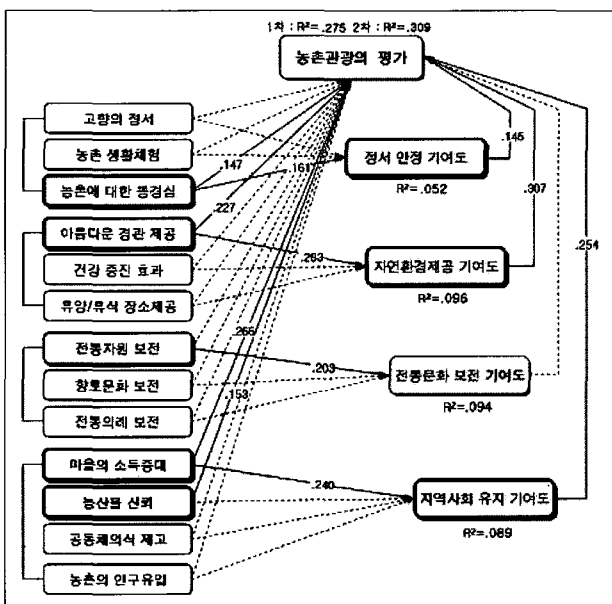 1차 : R²= .275 2차 : R²= .309
농촌관광의 평가
고향의 정서
농촌 생활체험
농촌에 대한 동경심
아름다운 경관 제공
건강 증진 효과
휴양/휴식 장소제공
전통자원 보전
향토문화 보전
전통의례 보전
마을의 소득증대
농산물 신뢰
공동체의식 제고
농촌의 인구유입
.147
.161
.227
.263
.266
.203
.153
.240
정서 안정 기여도
R²=.052
자연환경제공 기여도
R²=.096
전통문화 보전 기여도
R²=.094
지역사회 유지 기여도
R²=.089
.145
.307
.254